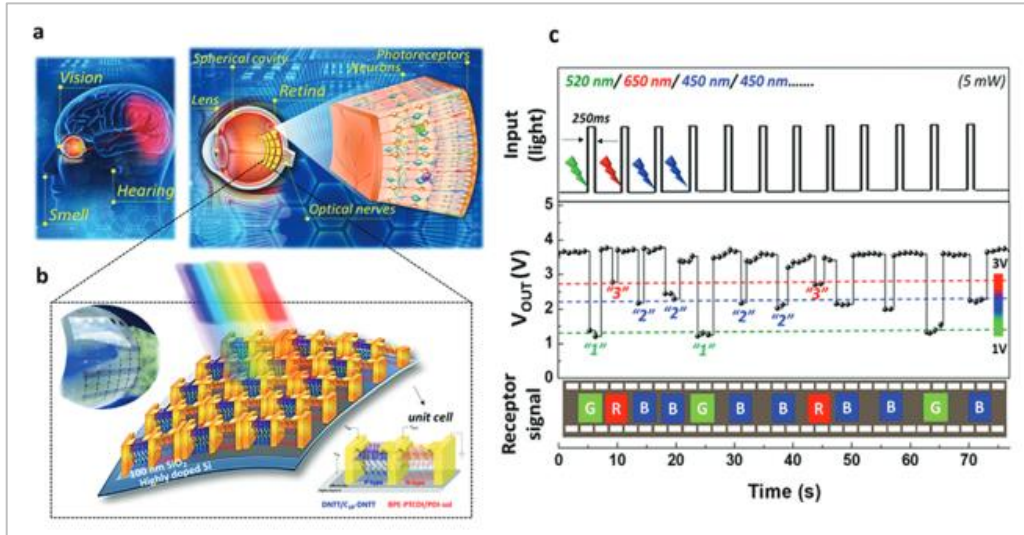 a
Vision
Hearing
Smell
Spherical cavity
Photoreceptors
Neurons
Lens
Retina
Optical nerves
b
100 nm SiO2
Highly doped Si
unit cell
P-type
DNTT/C10-DNTT
BPE-PTCDI/PDI-sol
c
520 nm/ 650 nm/ 450 nm/ 450 nm....... (5 mW)
Input
(light)
250ms
VOUT (V)
5
4
3
2
1
0
3V
1V
"3"
"3"
"2"
"2"
"2"
"2"
"1"
"1"
Receptor
signal
G R B B G B B R B B G B
0 10 20 30 40 50 60 70
Time (s)